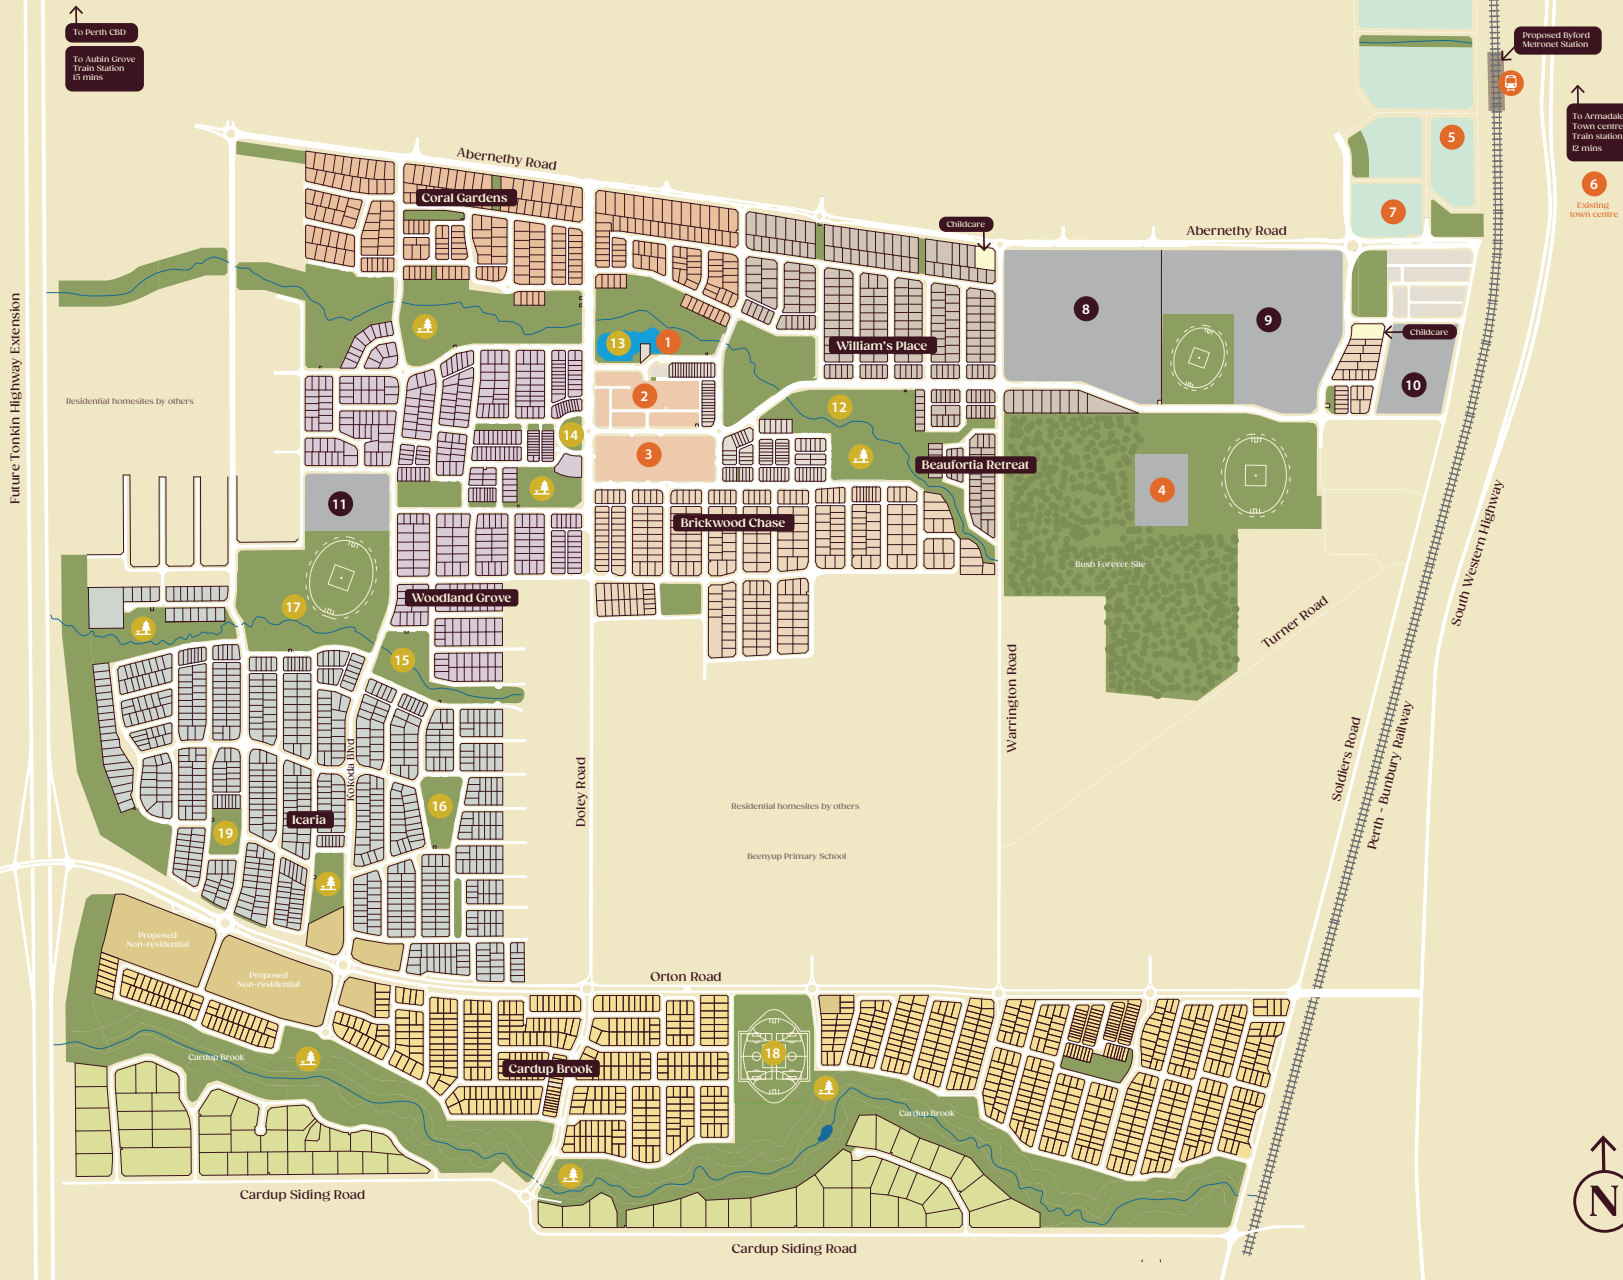 To Perth CBD
To Aubin Grove
Train Station
15 mins
Proposed Byford
Metronet Station
To Armadale
Town centre
Train station
12 mins
5
6
Existing
town centre
7
Abernethy Road
Coral Gardens
Childcare
Abernethy Road
8
9
Childcare
10
13
1
William's Place
Future Tonkin Highway Extension
Residential homesites by others
2
12
14
3
Beaufortia Retreat
4
11
Brickwood Chase
South Western Highway
Bush Forever Site
Woodland Grove
17
Turner Road
15
Warrington Road
Kokoda Blvd
Soldiers Road
Perth - Bunbury Railway
Doley Road
16
Residential homesites by others
Icaria
19
Beenyup Primary School
Proposed
Non-residential
Proposed
Non-residential
Orton Road
Cardup Brook
18
Cardup Brook
Cardup Brook
N
Cardup Siding Road
Cardup Siding Road